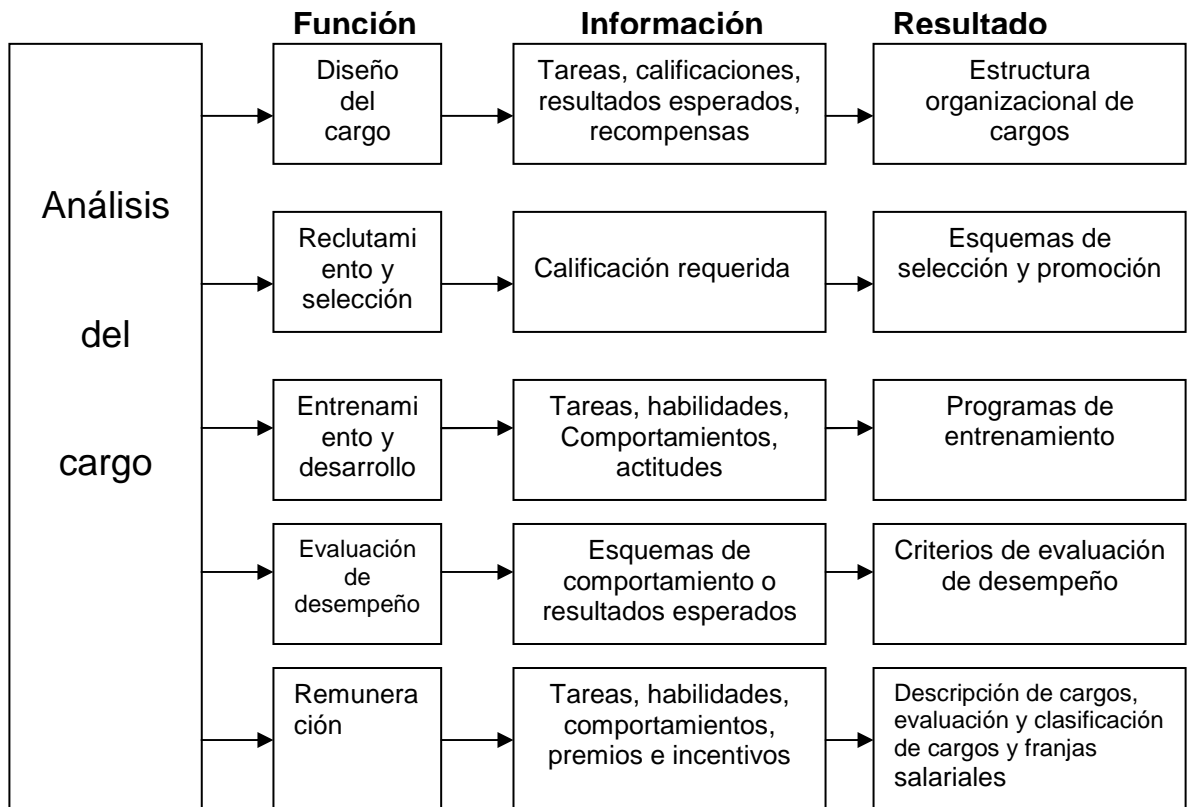 Función Información Resultado
Análisis
del
cargo
Diseño
del
cargo
Tareas, calificaciones,
resultados esperados,
recompensas
Estructura
organizacional de
cargos
Reclutami
ento y
selección
Calificación requerida
Esquemas de
selección y promoción
Entrenami
ento y
desarrollo
Tareas, habilidades,
Comportamientos,
actitudes
Programas de
entrenamiento
Evaluación
de
desempeño
Esquemas de
comportamiento o
resultados esperados
Criterios de evaluación
de desempeño
Remunera
ción
Tareas, habilidades,
comportamientos,
premios e incentivos
Descripción de cargos,
evaluación y clasificación
de cargos y franjas
salariales